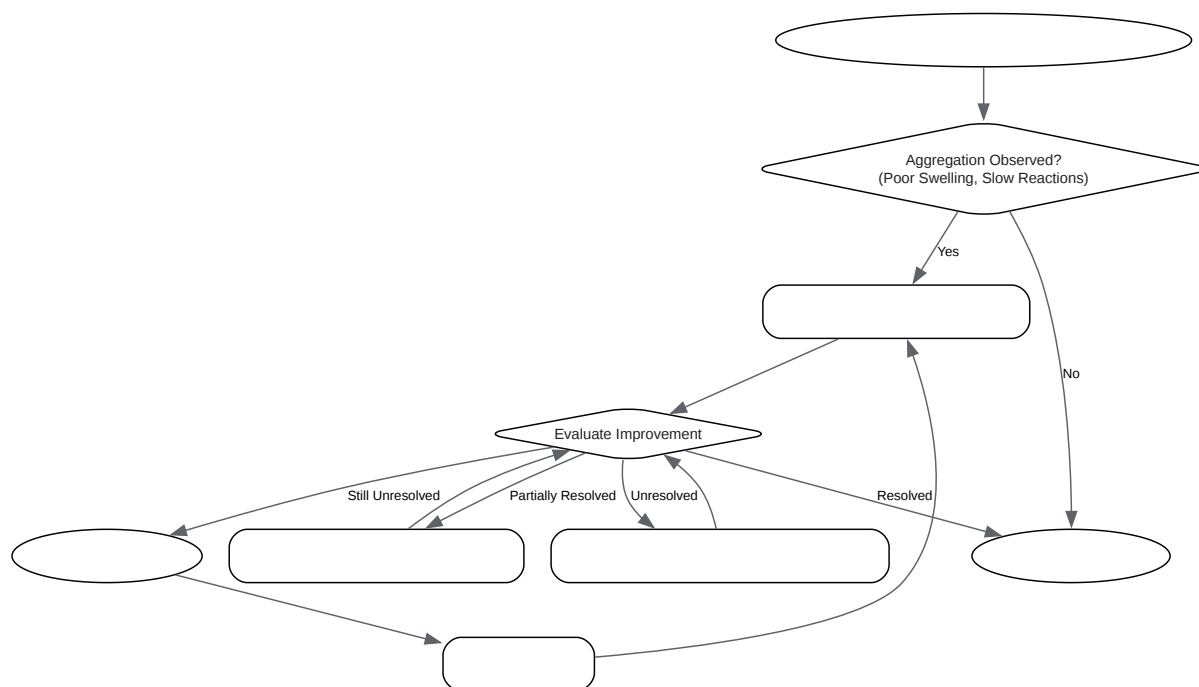 Aggregation Observed?
(Poor Swelling, Slow Reactions)
Yes
No
Evaluate Improvement
Still Unresolved
Partially Resolved
Unresolved
Resolved